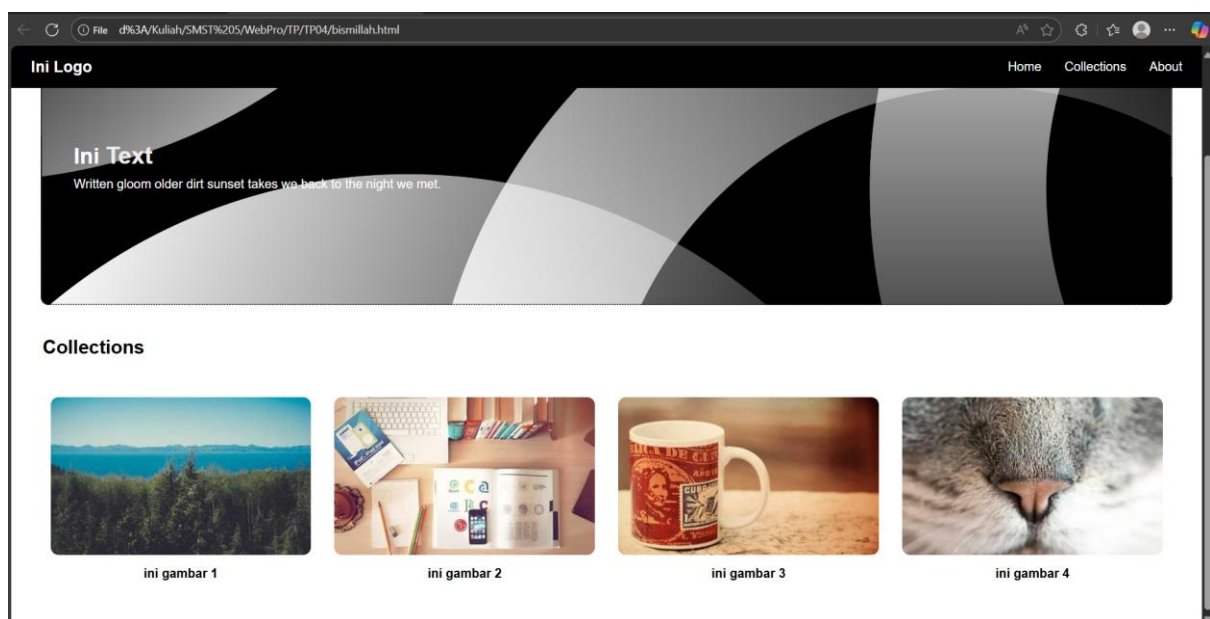 File d%3A/Kuliah/SMST%205/WebPro/TP/TP04/bismillah.html
Ini Logo
Home Collections About
Ini Text
Written gloom older dirt sunset takes we back to the night we met.
Collections
ini gambar 1
ini gambar 2
ini gambar 3
ini gambar 4